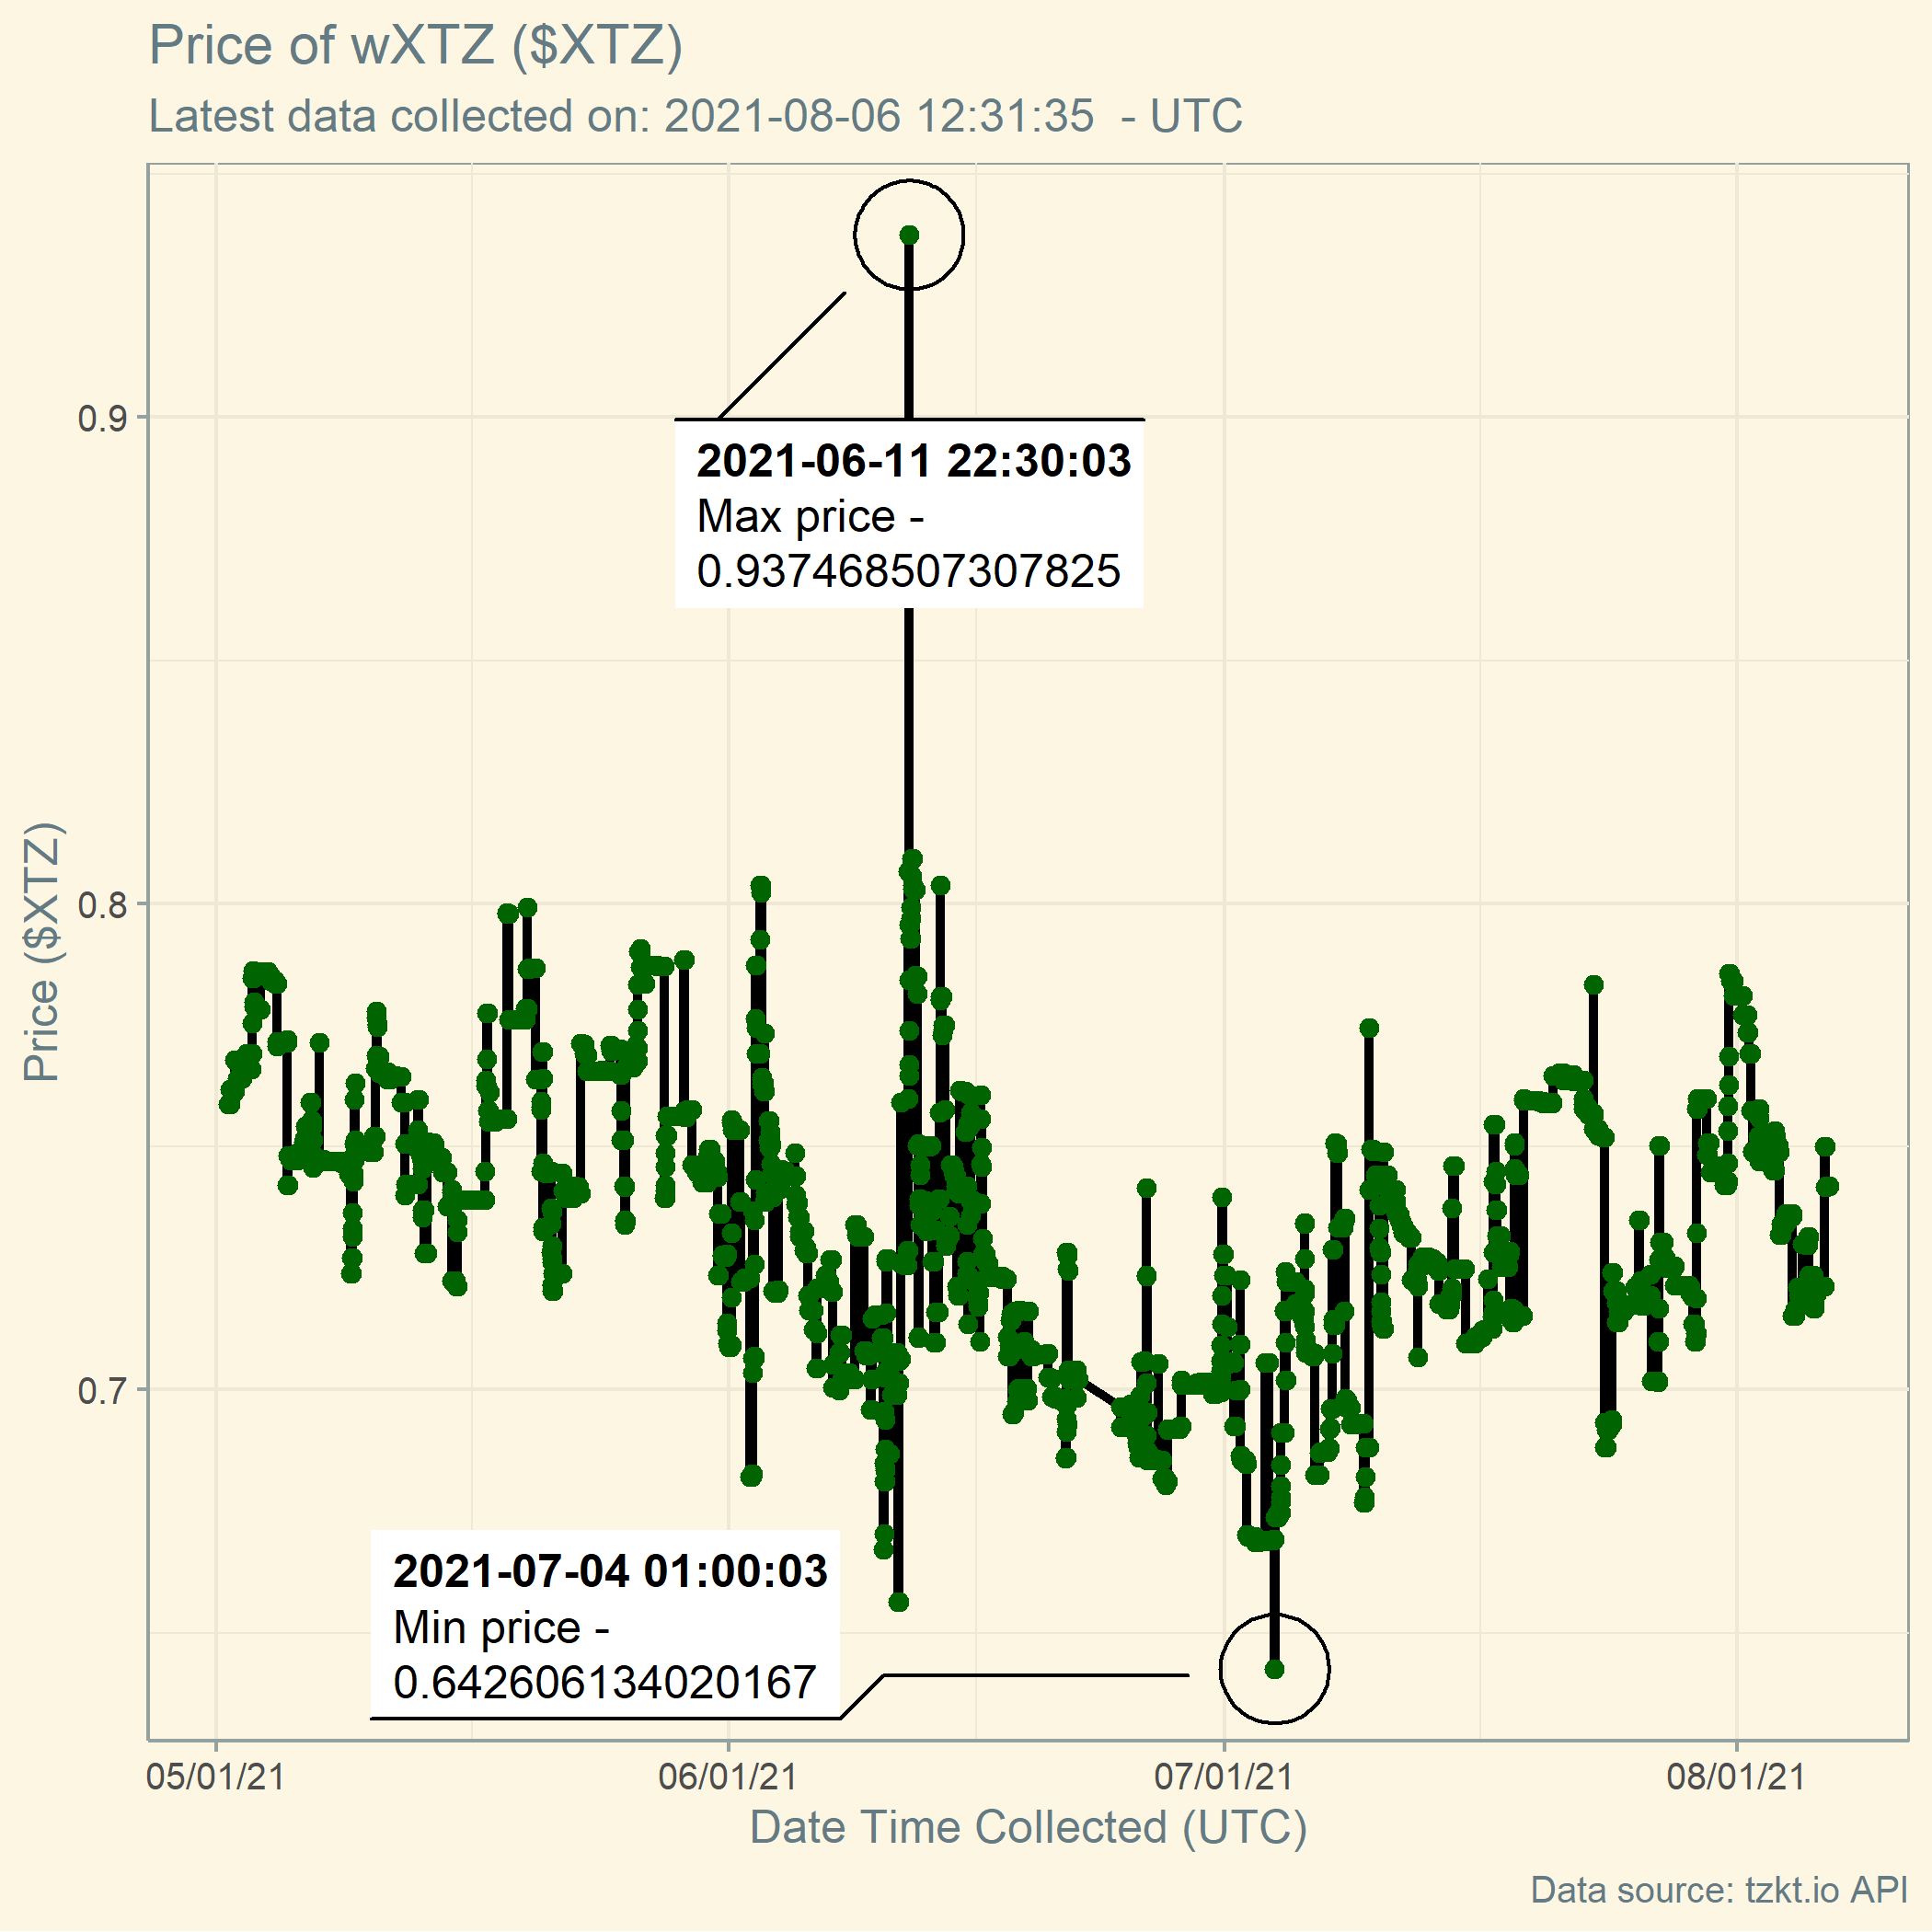 Price of wXTZ ($XTZ)
Latest data collected on: 2021-08-06 12:31:35  - UTC
0.9
2021-06-11 22:30:03
Max price -
0.937468507307825
Price ($XTZ)
0.8
0.7
2021-07-04 01:00:03
Min price -
0.642606134020167
05/01/21
06/01/21
07/01/21
08/01/21
Date Time Collected (UTC)
Data source: tzkt.io API